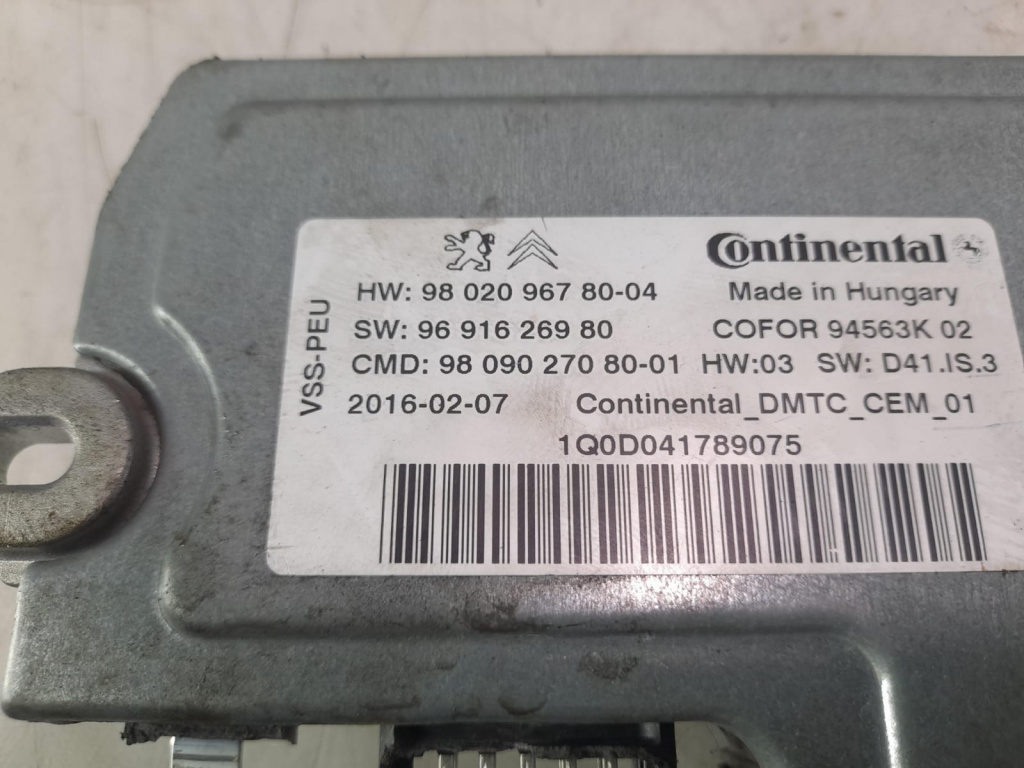 Continental
HW: 98 020 967 80-04 Made in Hungary
SW: 96 916 269 80 COFOR 94563K 02
CMD: 98 090 270 80-01 HW:03 SW: D41.IS.3
2016-02-07 Continental_DMTC_CEM_01
1Q0D041789075
VSS-PEU